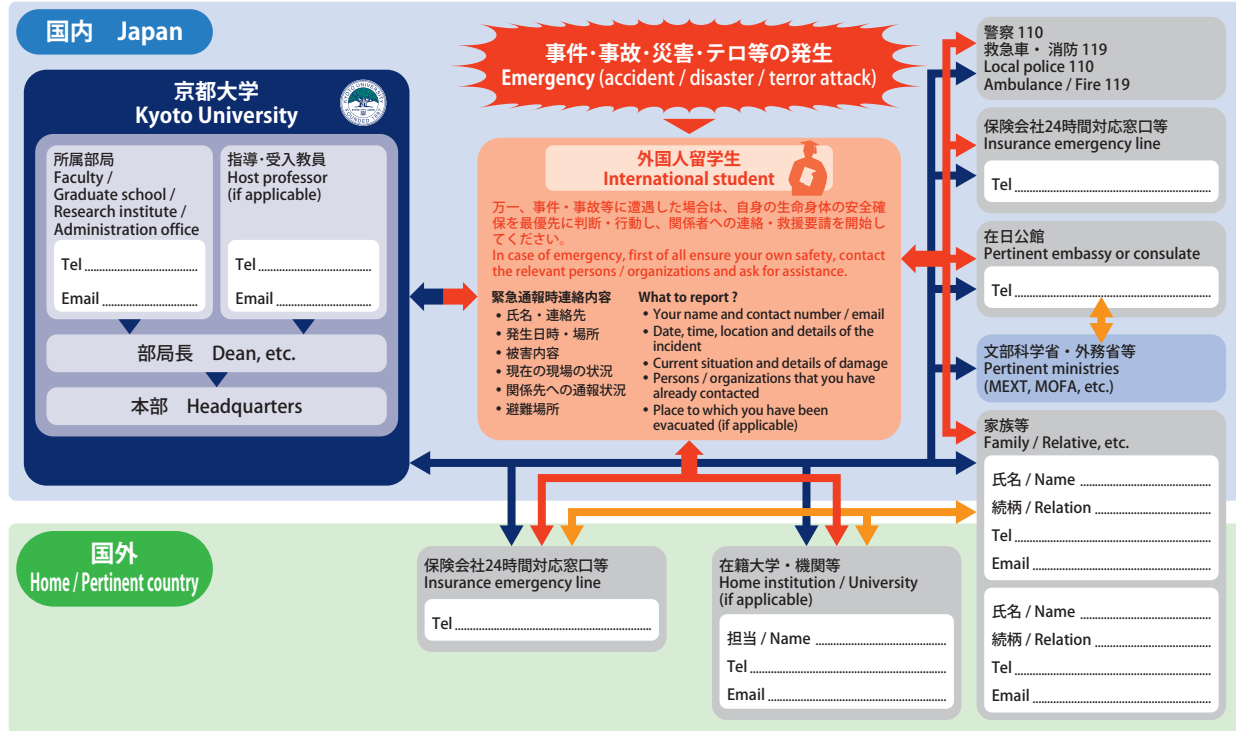 国内 Japan
事件・事故・災害・テロ等の発生
Emergency (accident / disaster / terror attack)
京都大学
Kyoto University
KYOTO UNIVERSITY
FOUNDED 1897
所属部局
Faculty /
Graduate school /
Research institute /
Administration office
Tel
Email
指導・受入教員
Host professor
(if applicable)
Tel
Email
部局長 Dean, etc.
本部 Headquarters
外国人留学生
International student
万一、事件・事故等に遭遇した場合は、自身の生命身体の安全確
保を最優先に判断・行動し、関係者への連絡・救援要請を開始し
てください。
In case of emergency, first of all ensure your own safety, contact
the relevant persons / organizations and ask for assistance.
緊急通報時連絡内容
• 氏名・連絡先
• 発生日時・場所
• 被害内容
• 現在の現場の状況
• 関係先への通報状況
• 避難場所
What to report ?
• Your name and contact number / email
• Date, time, location and details of the
incident
• Current situation and details of damage
• Persons / organizations that you have
already contacted
• Place to which you have been
evacuated (if applicable)
警察 110
救急車・ 消防 119
Local police 110
Ambulance / Fire 119
保険会社24時間対応窓口等
Insurance emergency line
Tel
在日公館
Pertinent embassy or consulate
Tel
文部科学省・外務省等
Pertinent ministries
(MEXT, MOFA, etc.)
家族等
Family / Relative, etc.
氏名 / Name
続柄 / Relation
Tel
Email
氏名 / Name
続柄 / Relation
Tel
Email
国外
Home / Pertinent country
保険会社24時間対応窓口等
Insurance emergency line
Tel
在籍大学・機関等
Home institution / University
(if applicable)
担当 / Name
Tel
Email